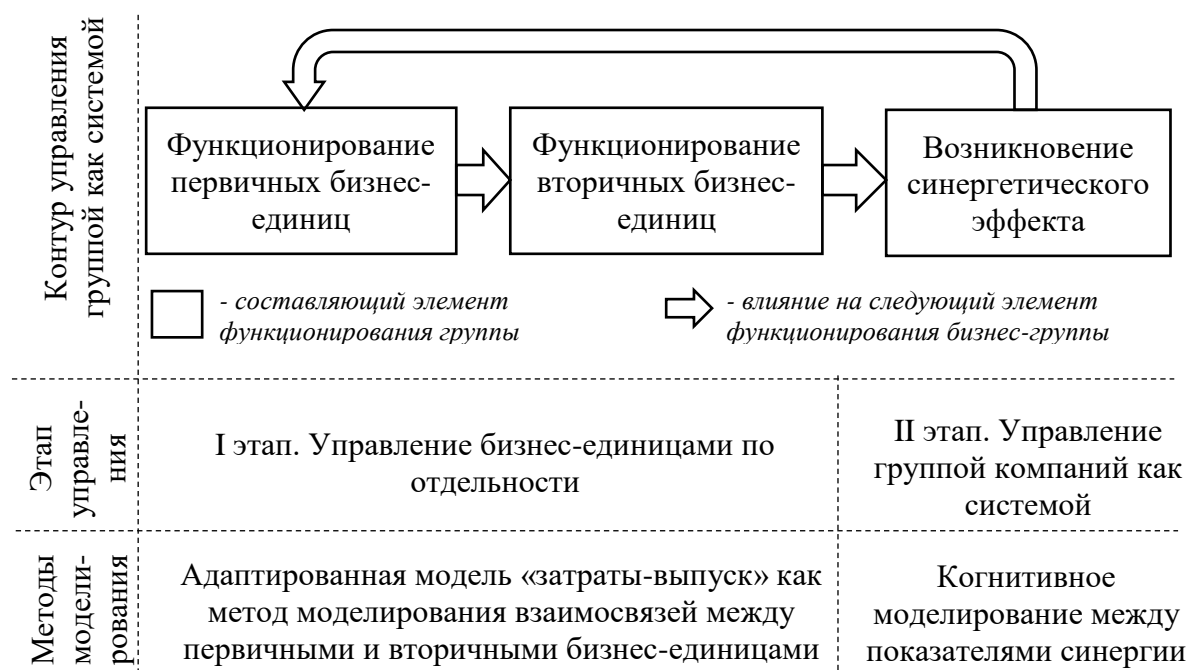 Контур управления
группой как системой
Функционирование
первичных бизнес-
единиц
Функционирование
вторичных бизнес-
единиц
Возникновение
синергетического
эффекта
- составляющий элемент
функционирования группы
- влияние на следующий элемент
функционирования бизнес-группы
Этап
управле-
ния
I этап. Управление бизнес-единицами по
отдельности
II этап. Управление
группой компаний как
системой
Методы
модели-
рования
Адаптированная модель «затраты-выпуск» как
метод моделирования взаимосвязей между
первичными и вторичными бизнес-единицами
Когнитивное
моделирование между
показателями синергии